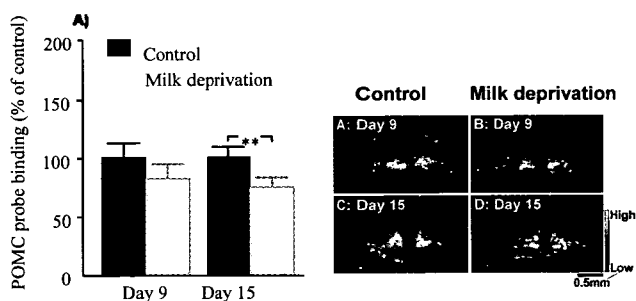 A)
200
150
100
50
0
POMC probe binding (% of control)
Control
Milk deprivation
**
Day 9 Day 15
Control Milk deprivation
A: Day 9
B: Day 9
C: Day 15
D: Day 15
High
Low
0.5mm